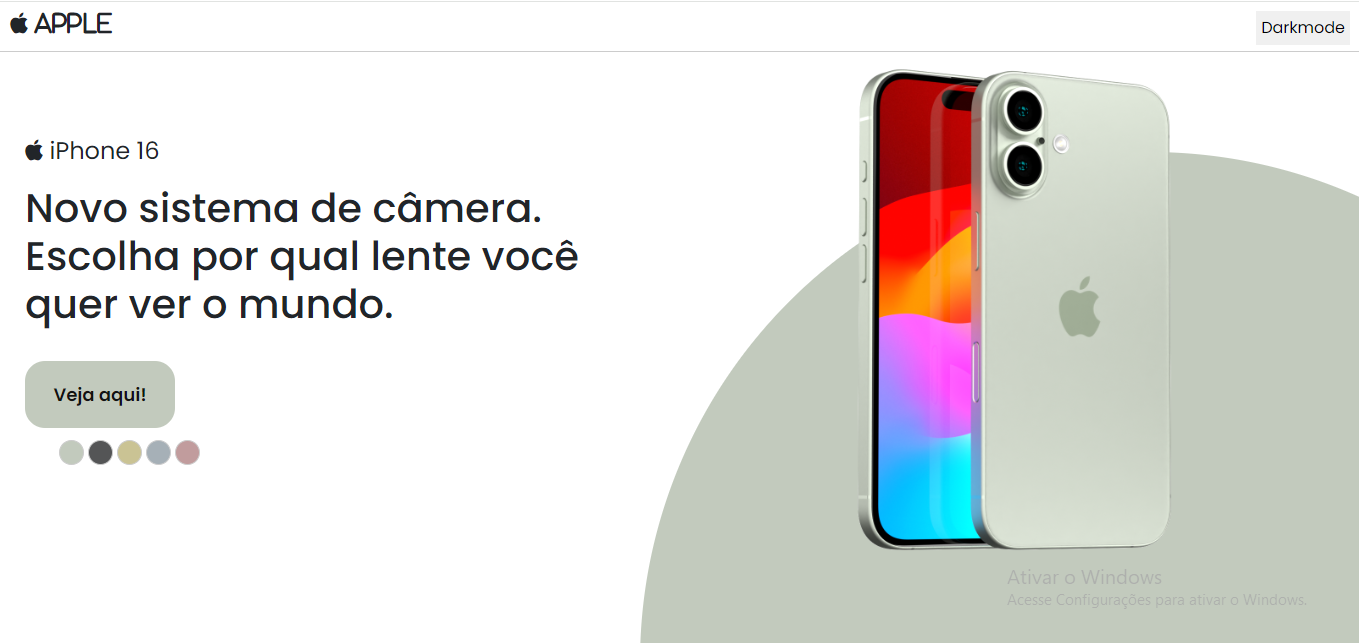 APPLE
Darkmode
iPhone 16
Novo sistema de câmera.
Escolha por qual lente você
quer ver o mundo.
Veja aqui!
Ativar o Windows
Acesse Configurações para ativar o Windows.